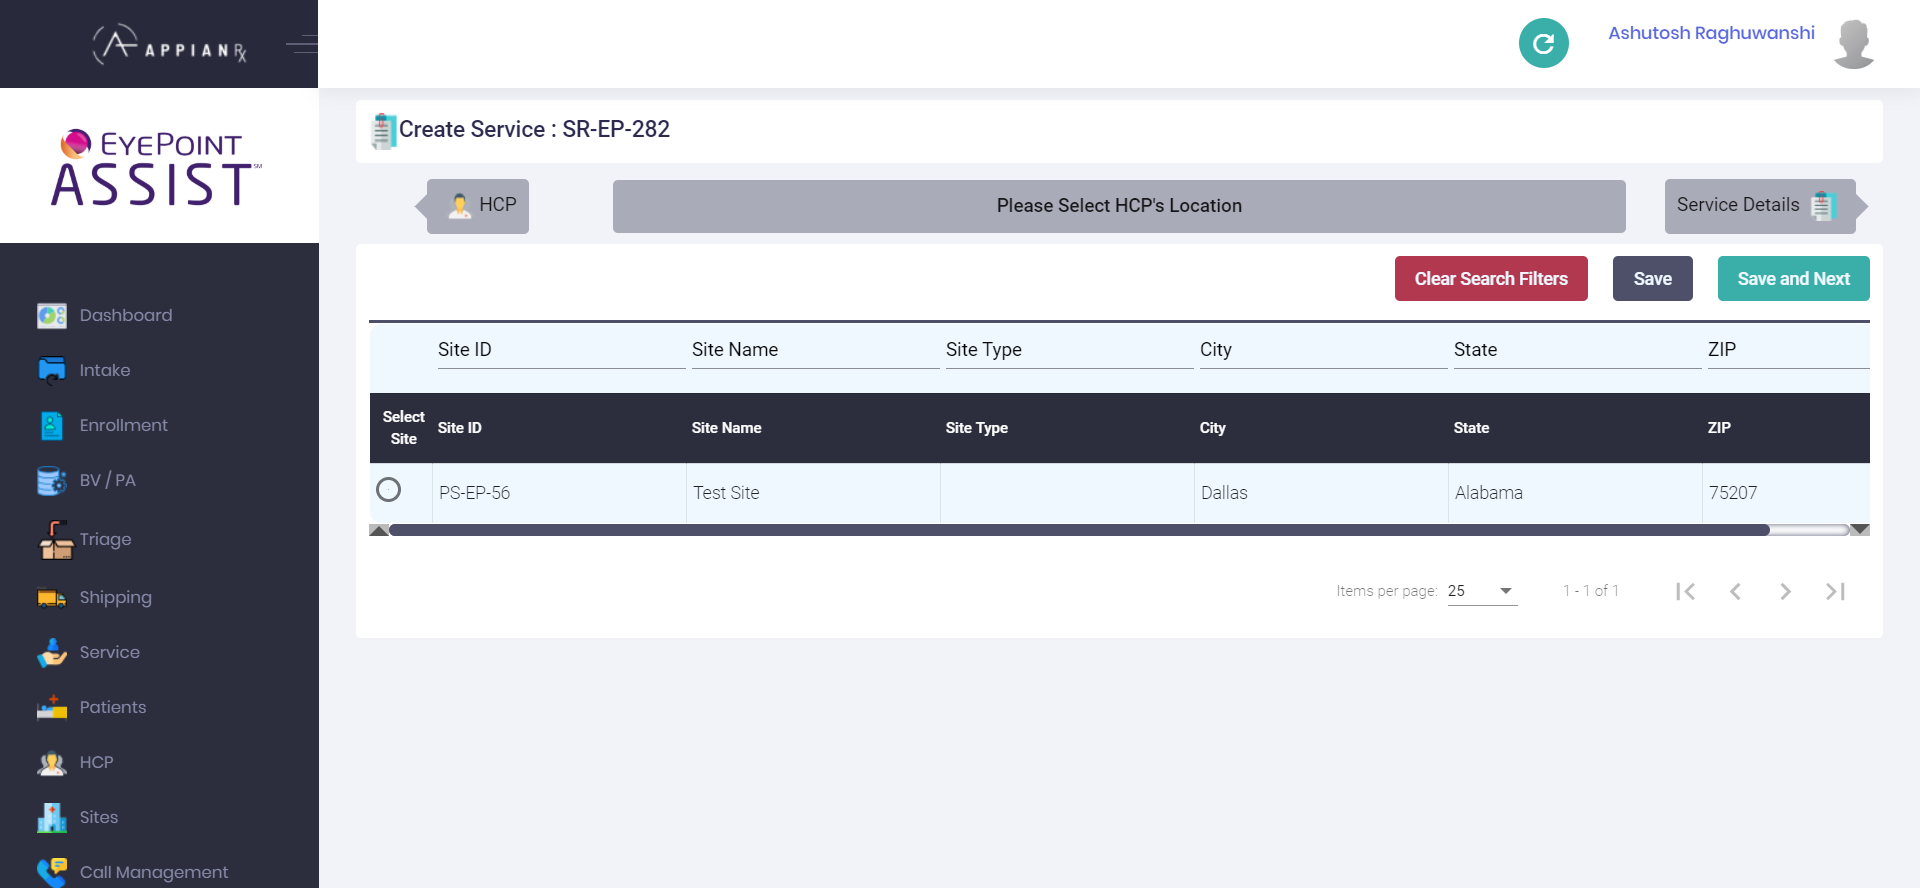 APPIANRx
Ashutosh Raghuwanshi
EYEPOINT
ASSIST SM
Create Service : SR-EP-282
HCP
Please Select HCP's Location
Service Details
Clear Search Filters
Save
Save and Next
Dashboard
Intake
Enrollment
BV / PA
Triage
Shipping
Service
Patients
HCP
Sites
Call Management
Site ID Site Name Site Type City State ZIP
Select Site Site ID Site Name Site Type City State ZIP
PS-EP-56 Test Site Dallas Alabama 75207
Items per page: 25 1 - 1 of 1